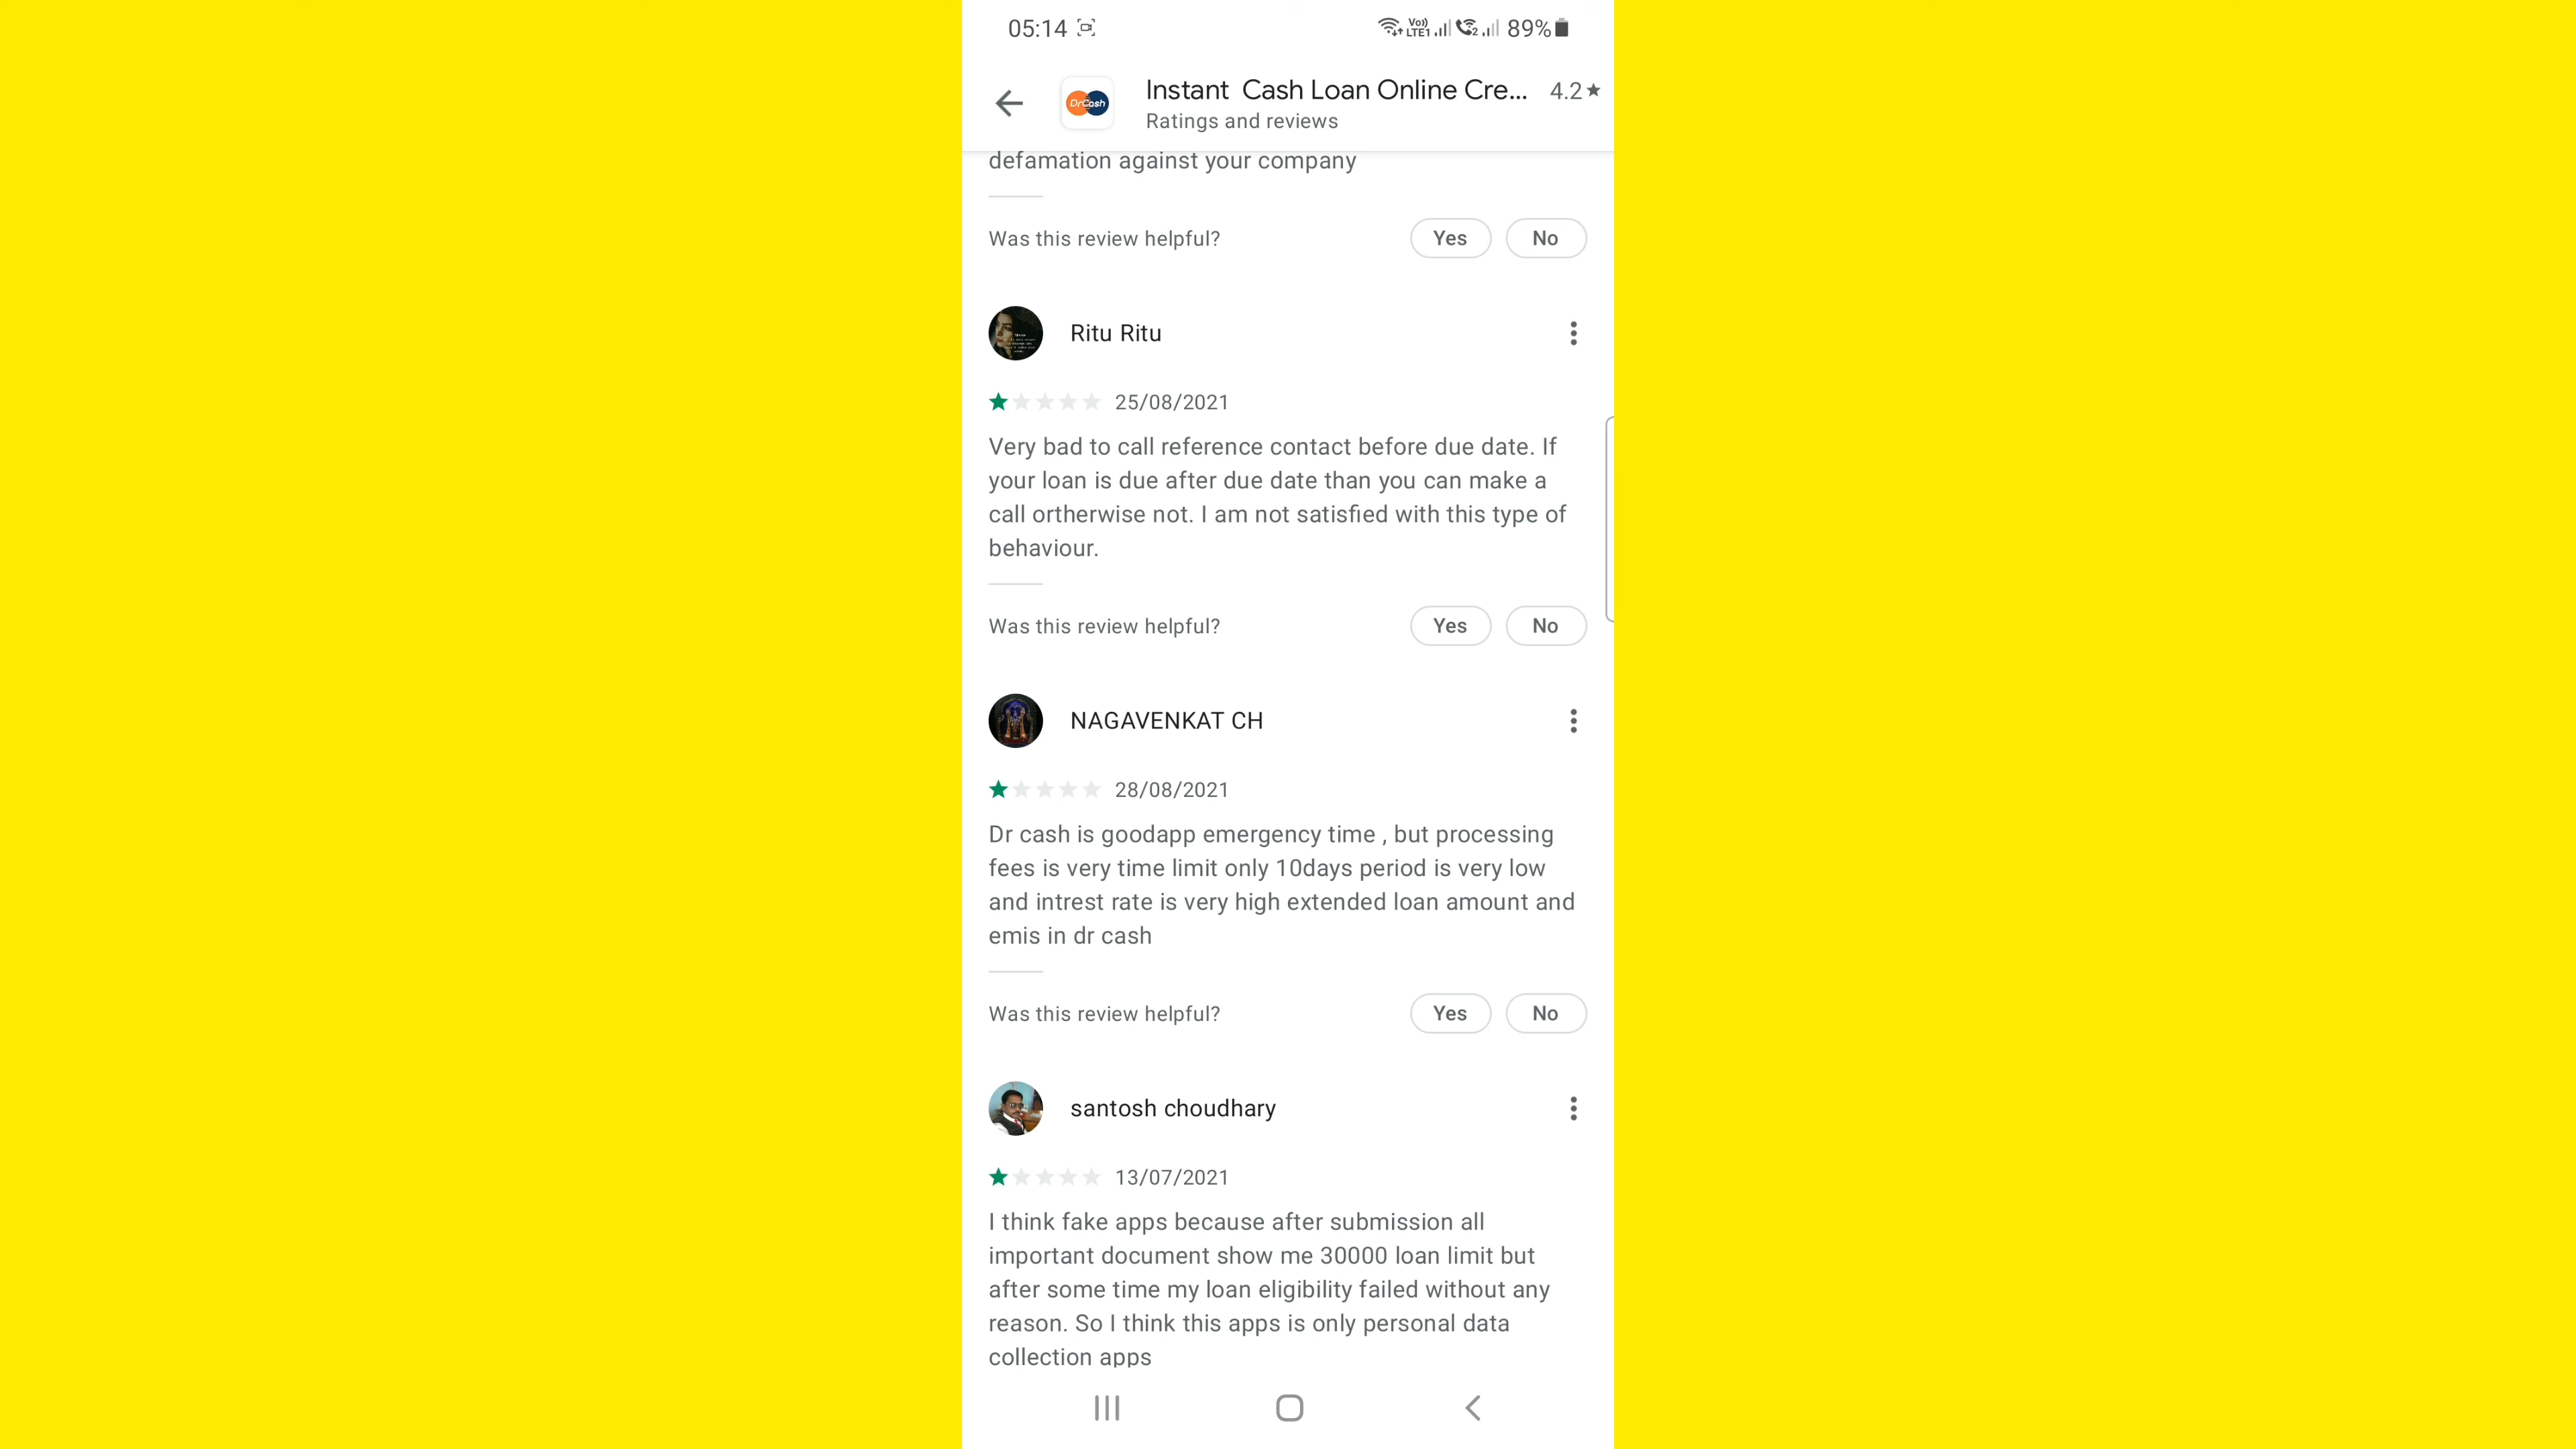 05:14 Vo)) LTE1 2 89%
DrCash
Instant Cash Loan Online Cre... 4.2★
Ratings and reviews
defamation against your company
Was this review helpful? Yes No
Ritu Ritu
25/08/2021
Very bad to call reference contact before due date. If
your loan is due after due date than you can make a
call ortherwise not. I am not satisfied with this type of
behaviour.
Was this review helpful? Yes No
NAGAVENKAT CH
28/08/2021
Dr cash is goodapp emergency time , but processing
fees is very time limit only 10days period is very low
and intrest rate is very high extended loan amount and
emis in dr cash
Was this review helpful? Yes No
santosh choudhary
13/07/2021
I think fake apps because after submission all
important document show me 30000 loan limit but
after some time my loan eligibility failed without any
reason. So I think this apps is only personal data
collection apps